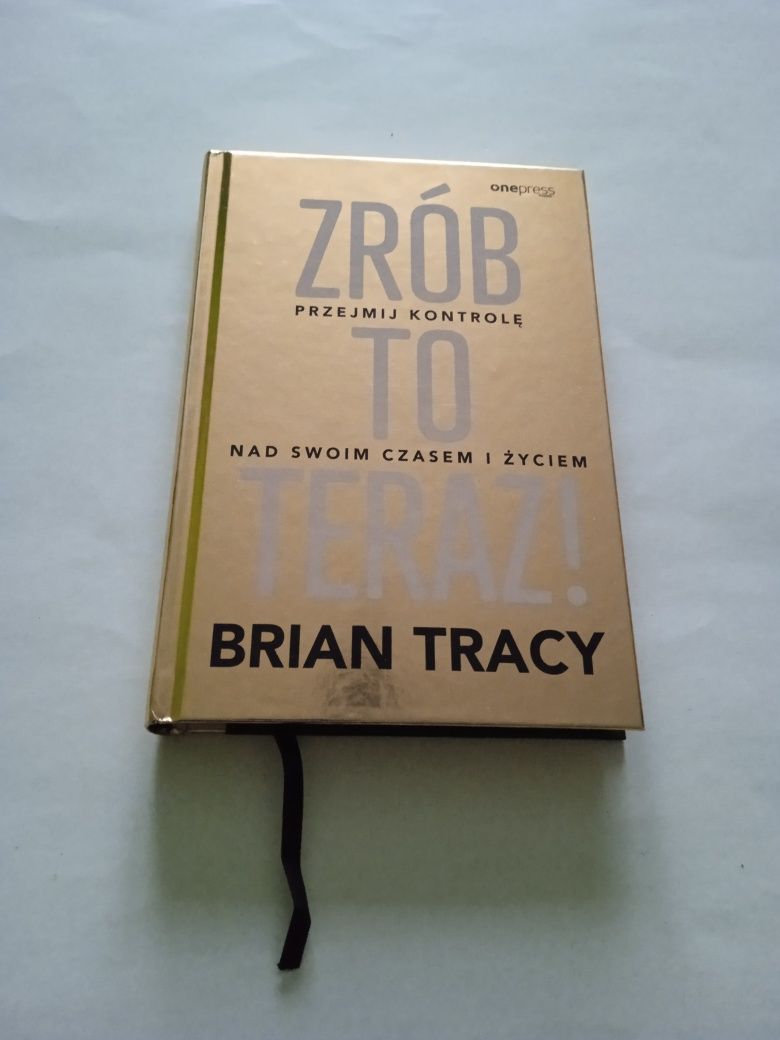 onepress
ZRÓB
PRZEJMIJ KONTROLĘ
TO
NAD SWOIM CZASEM I ŻYCIEM
TERAZ!
BRIAN TRACY